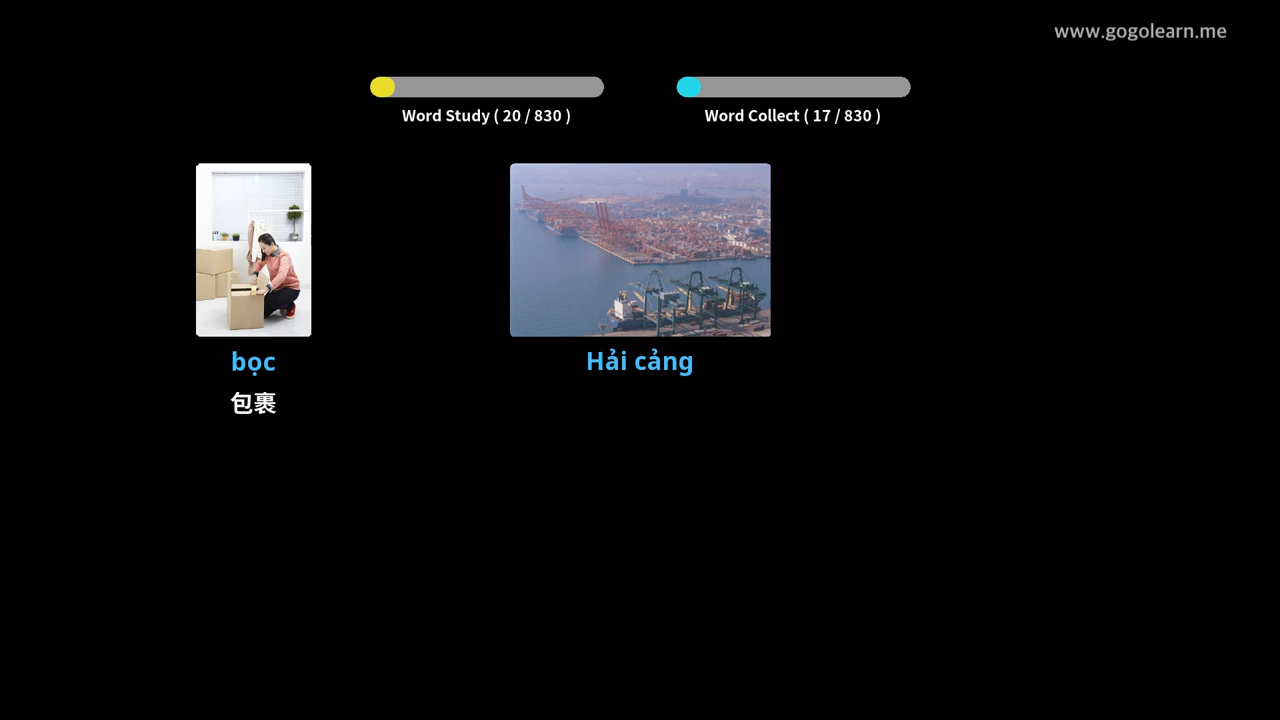 www.gogolearn.me
Word Study ( 20 / 830 )
Word Collect ( 17 / 830 )
bọc
包裹
Hải cảng